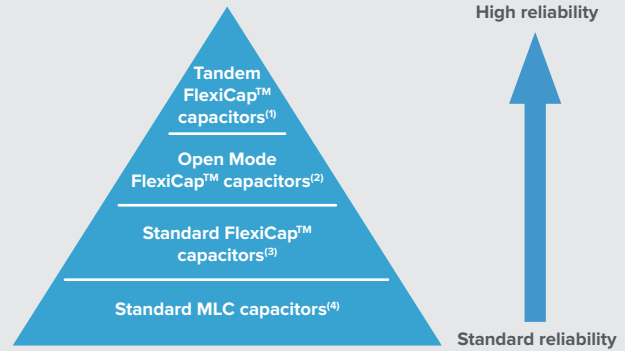 High reliability
Tandem
FlexiCap™
capacitors(1)
Open Mode
FlexiCap™ capacitors(2)
Standard FlexiCap™
capacitors(3)
Standard MLC capacitors(4)
Standard reliability